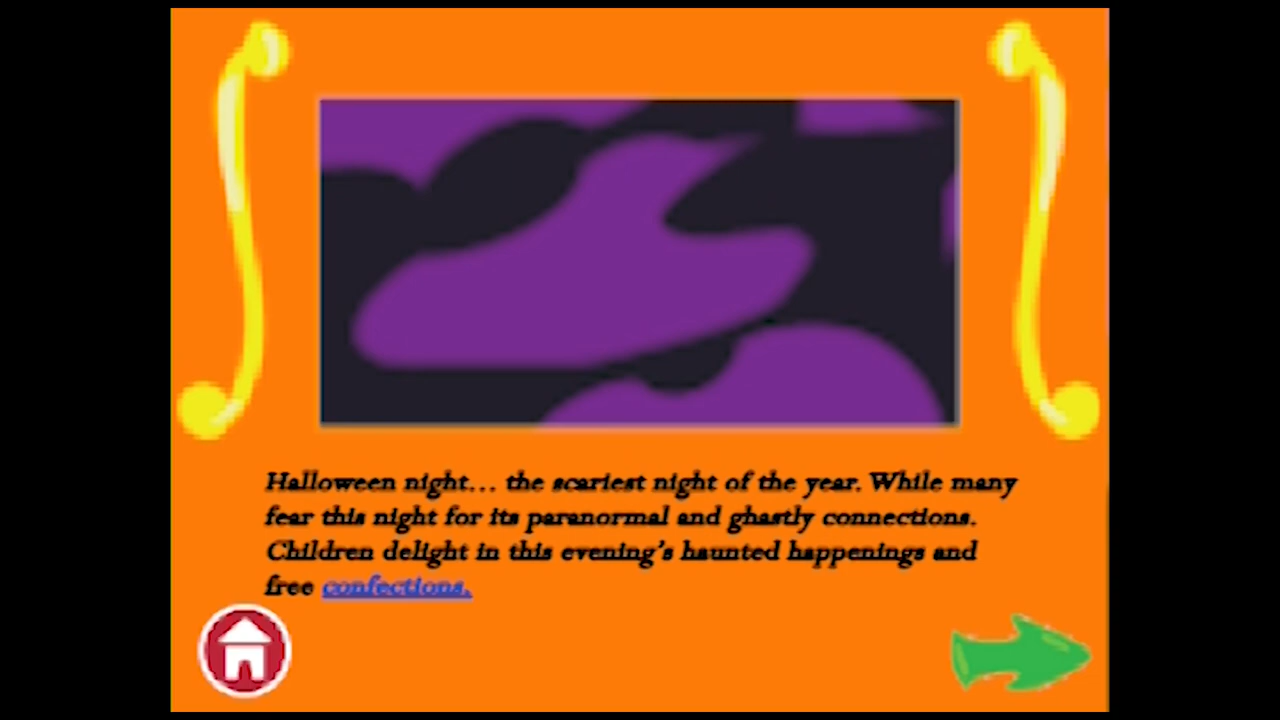 Halloween night… the scariest night of the year. While many
fear this night for its paranormal and ghastly connections.
Children delight in this evening's haunted happenings and
free confections.